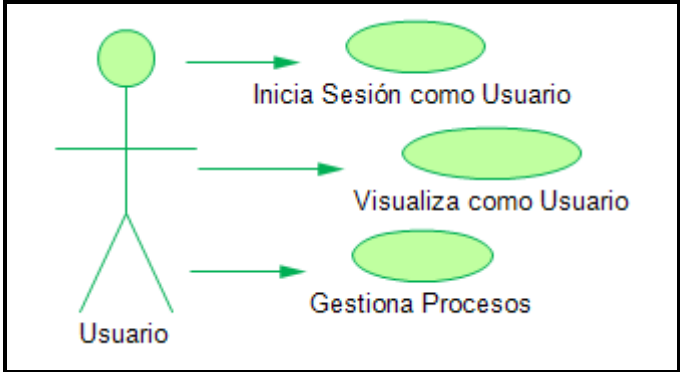 Inicia Sesión como Usuario
Visualiza como Usuario
Gestiona Procesos
Usuario